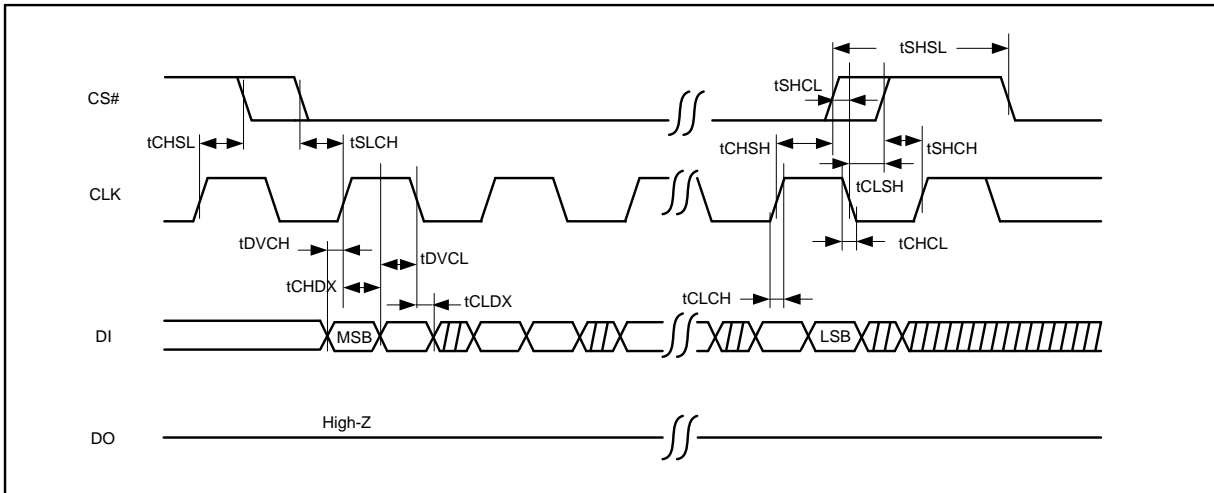 tSHSL
CS#
tSHCL
tCHSL
tSLCH
tCHSH
tSHCH
tCLSH
CLK
tDVCH
tDVCL
tCHCL
tCHDX
tCLDX
tCLCH
DI
MSB
LSB
High-Z
DO